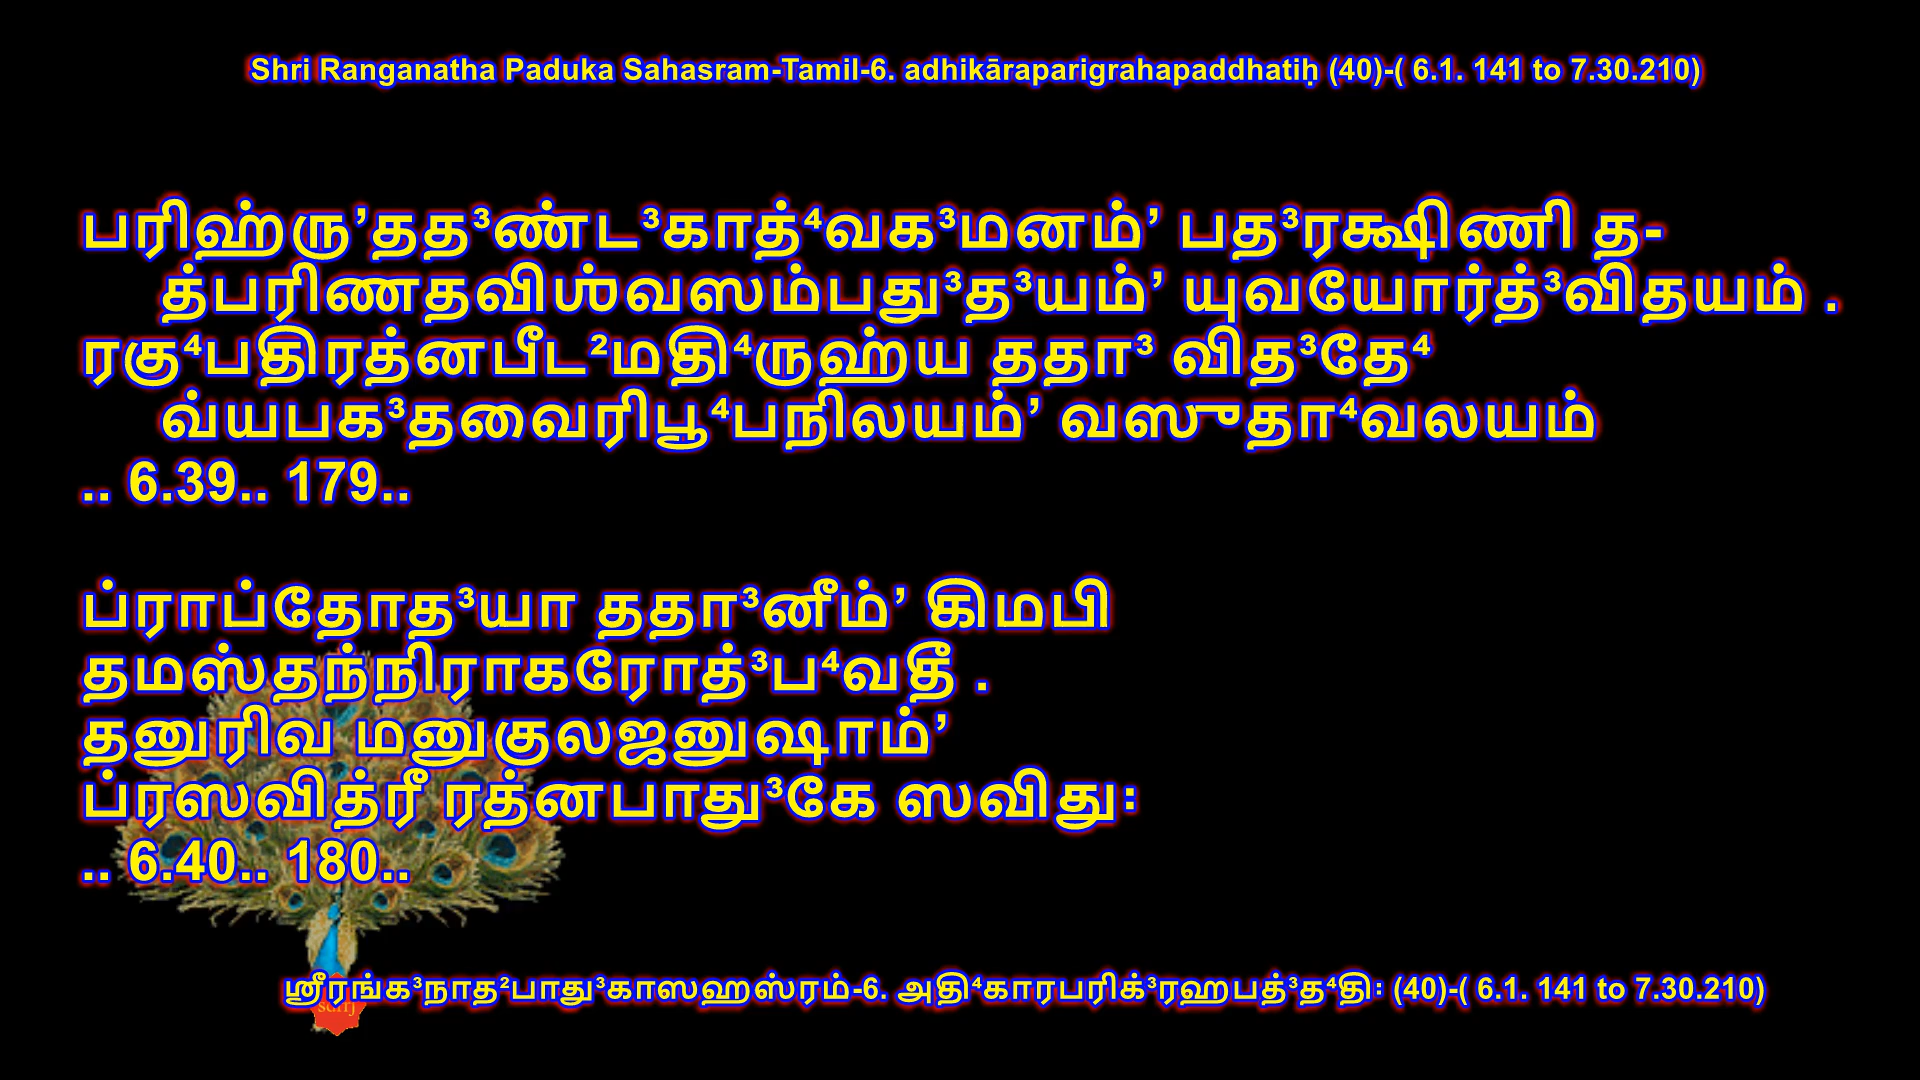 Shri Ranganatha Paduka Sahasram-Tamil-6. adhikāraparigrahapaddhatiḥ (40)-( 6.1. 141 to 7.30.210)
பரிஹ்ரு’தத³ண்ட³காத்⁴வக³மனம்’ பத³ரக்ஷிணி த-
த்பரிணதவிஶ்வஸம்பது³த³யம்’ யுவயோர்த்³விதயம் .
ரகு⁴பதிரத்னபீட²மதி⁴ருஹ்ய ததா³ வித³தே⁴
வ்யபக³தவைரிபூ⁴பநிலயம்’ வஸுதா⁴வலயம்
.. 6.39.. 179..
ப்ராப்தோத³யா ததா³னீம்’ கிமபி
தமஸ்தந்நிராகரோத்³ப⁴வதீ .
தனுரிவ மனுகுலஜனுஷாம்’
ப்ரஸவித்ரீ ரத்னபாது³கே ஸவிது꞉
.. 6.40.. 180..
ஶ்ரீரங்க³நாத²பாது³காஸஹஸ்ரம்-6. அதி⁴காரபரிக்³ரஹபத்³த⁴தி꞉ (40)-( 6.1. 141 to 7.30.210)
sdnrj